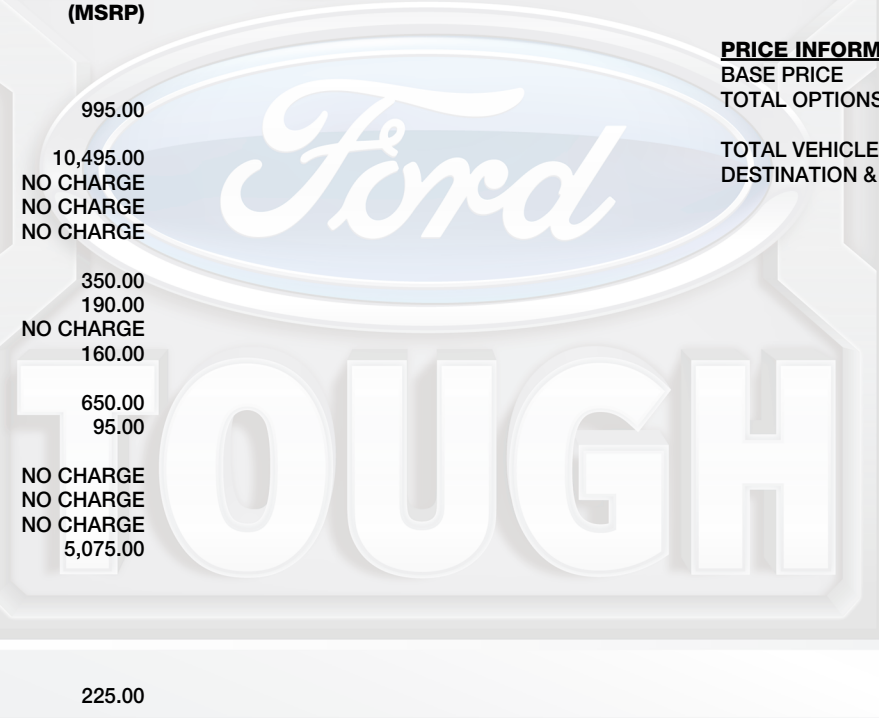 (MSRP)
995.00
10,495.00
NO CHARGE
NO CHARGE
NO CHARGE
350.00
190.00
NO CHARGE
160.00
650.00
95.00
NO CHARGE
NO CHARGE
NO CHARGE
5,075.00
225.00
PRICE INFORM
BASE PRICE
TOTAL OPTIONS
TOTAL VEHICLE
DESTINATION &
Ford
TOUGH